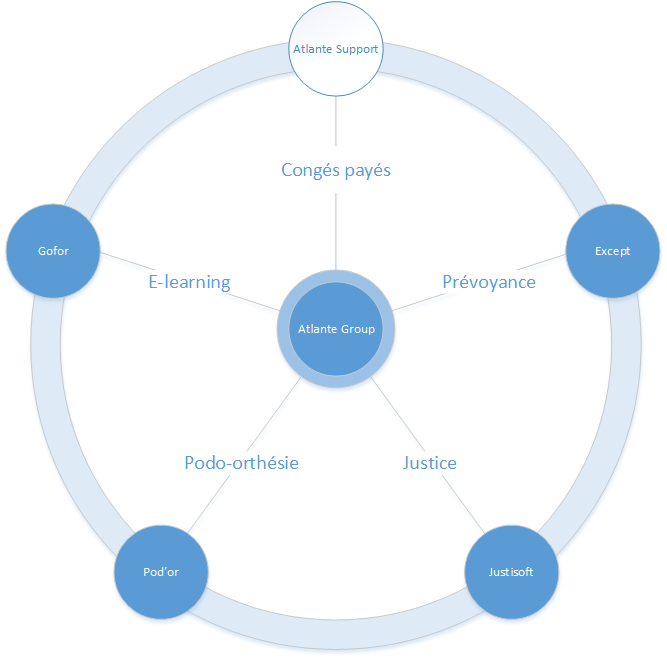 Atlante Support
Congés payés
Gofor
Except
E-learning
Prévoyance
Atlante Group
Podo-orthésie
Justice
Pod’or
Justisoft